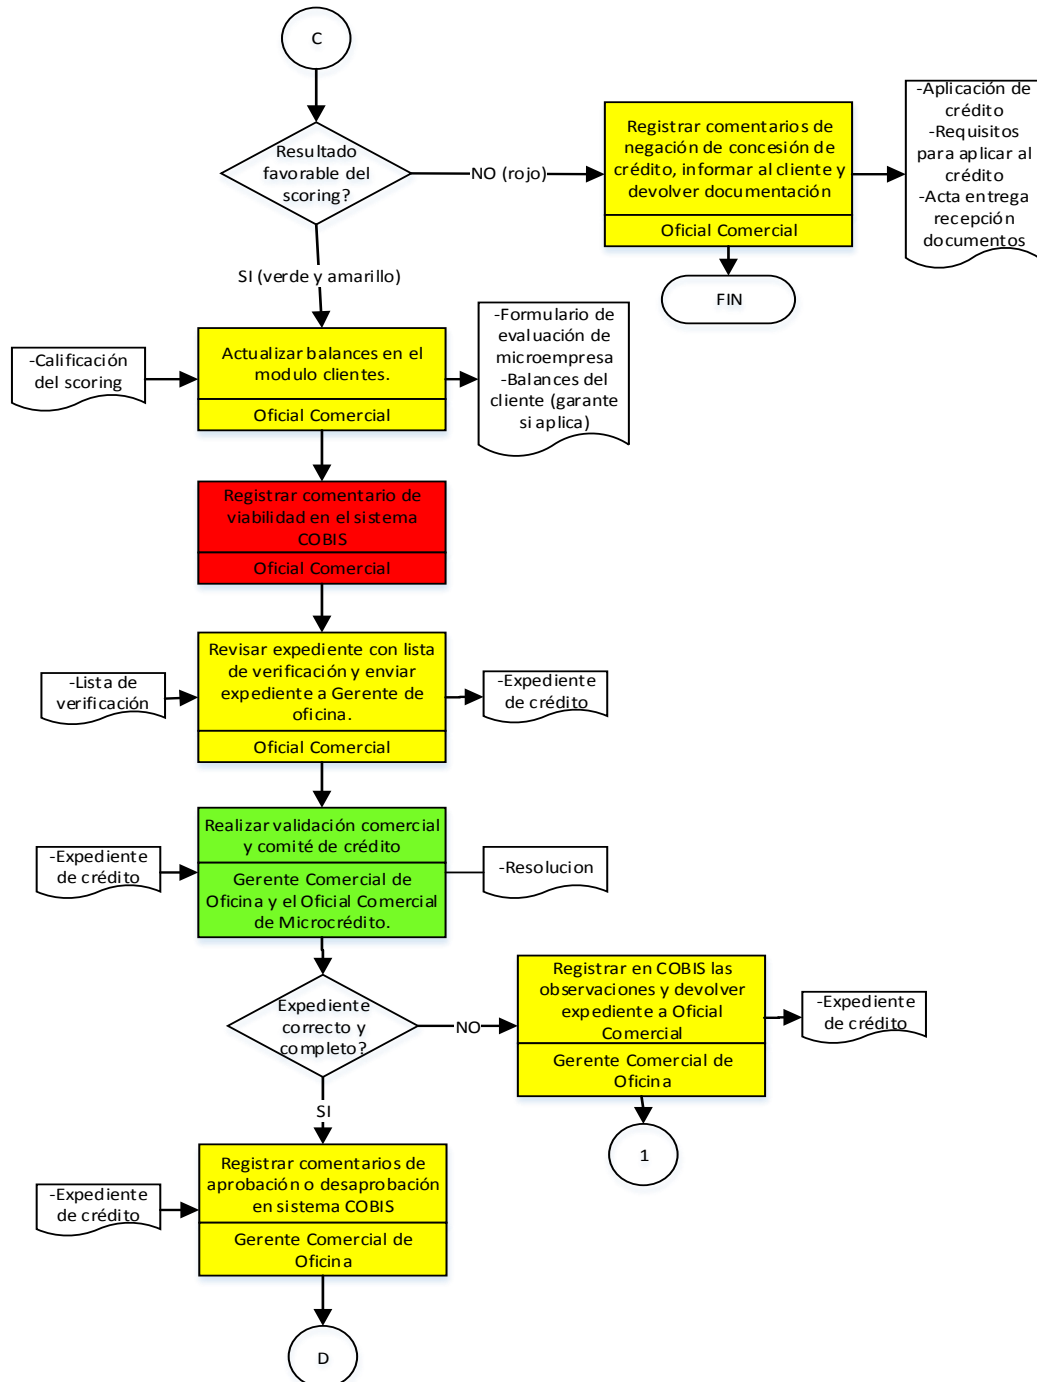 C
Resultado
favorable del
scoring?
NO (rojo)
Registrar comentarios de
negación de concesión de
crédito, informar al cliente y
devolver documentación
Oficial Comercial
-Aplicación de
crédito
-Requisitos
para aplicar al
crédito
-Acta entrega
recepción
documentos
FIN
SI (verde y amarillo)
-Calificación
del scoring
Actualizar balances en el
modulo clientes.
Oficial Comercial
-Formulario de
evaluación de
microempresa
-Balances del
cliente (garante
si aplica)
Registrar comentario de
viabilidad en el sistema
COBIS
Oficial Comercial
-Lista de
verificación
Revisar expediente con lista
de verificación y enviar
expediente a Gerente de
oficina.
Oficial Comercial
-Expediente
de crédito
-Expediente
de crédito
Realizar validación comercial
y comité de crédito
Gerente Comercial de
Oficina y el Oficial Comercial
de Microcrédito.
-Resolucion
Expediente
correcto y
completo?
NO
Registrar en COBIS las
observaciones y devolver
expediente a Oficial
Comercial
Gerente Comercial de
Oficina
-Expediente
de crédito
1
SI
-Expediente
de crédito
Registrar comentarios de
aprobación o desaprobación
en sistema COBIS
Gerente Comercial de
Oficina
D